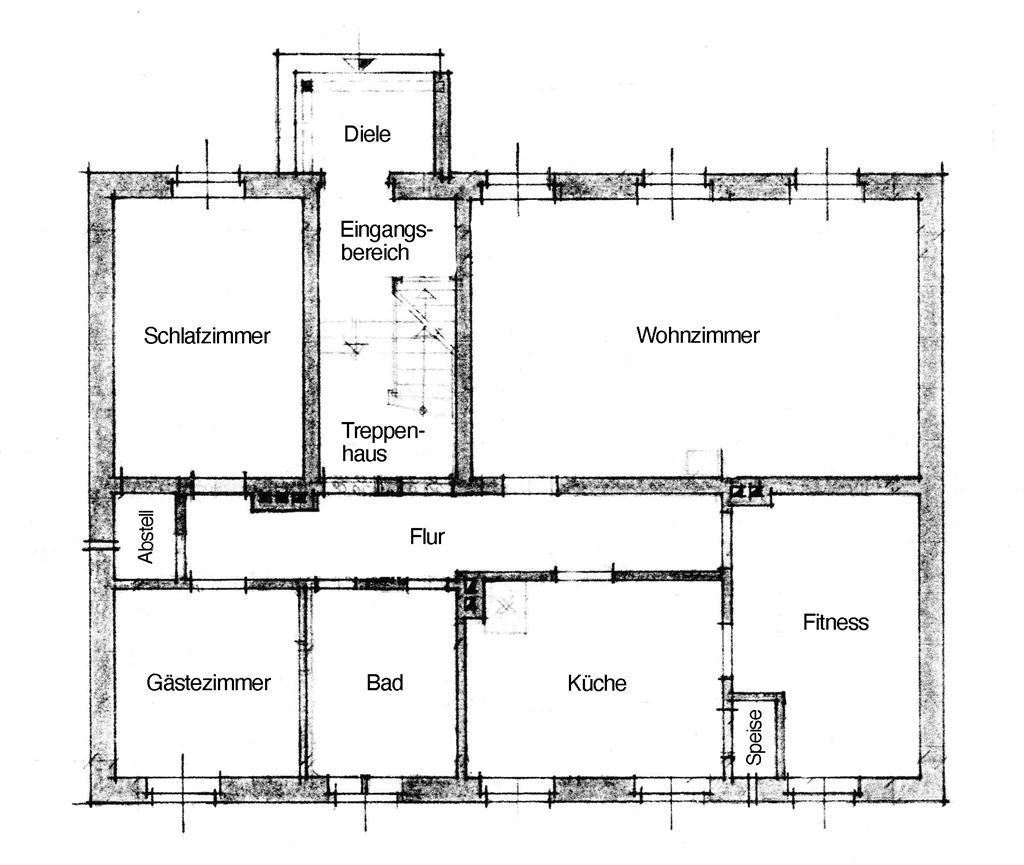 Diele
Eingangs-
bereich
Schlafzimmer
Wohnzimmer
Treppen-
haus
Abstell
Flur
Fitness
Gästezimmer
Bad
Küche
Speise